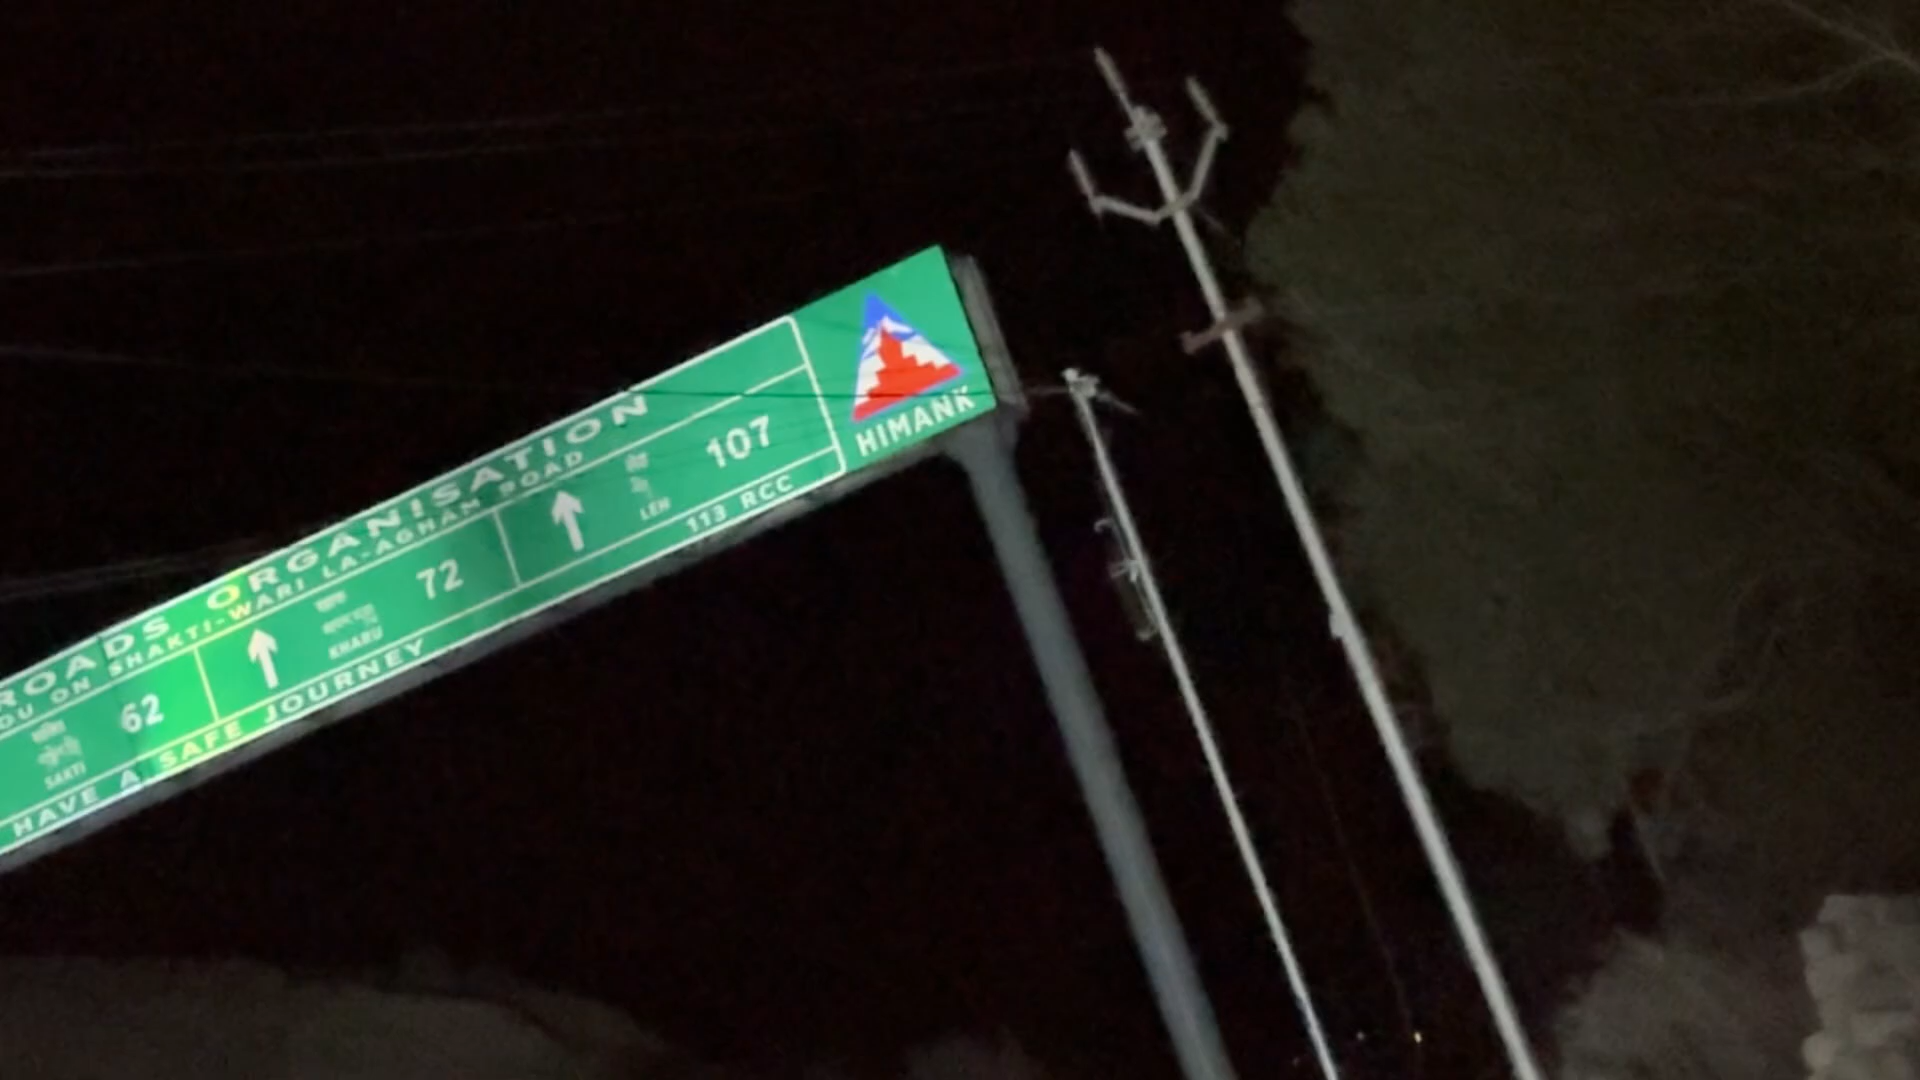 ROADS ORGANISATION
OU ON SHAKTI-WARI LA-AGHAM ROAD
SAKTI 62
KHARU 72
LEH 107
HAVE A SAFE JOURNEY
113 RCC
HIMANK